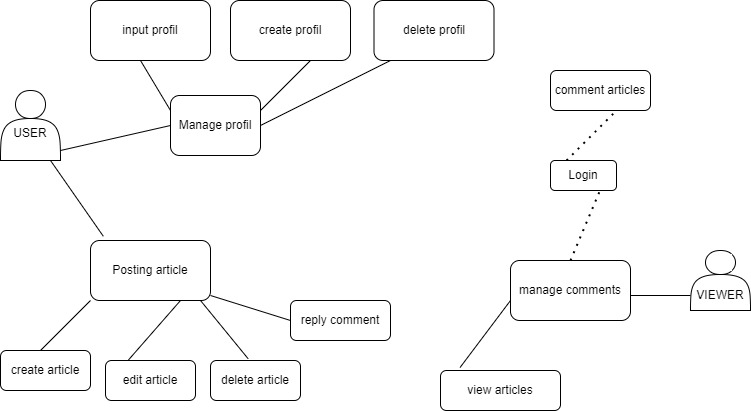 input profil
create profil
delete profil
comment articles
Manage profil
USER
Login
Posting article
manage comments
VIEWER
reply comment
create article
edit article
delete article
view articles